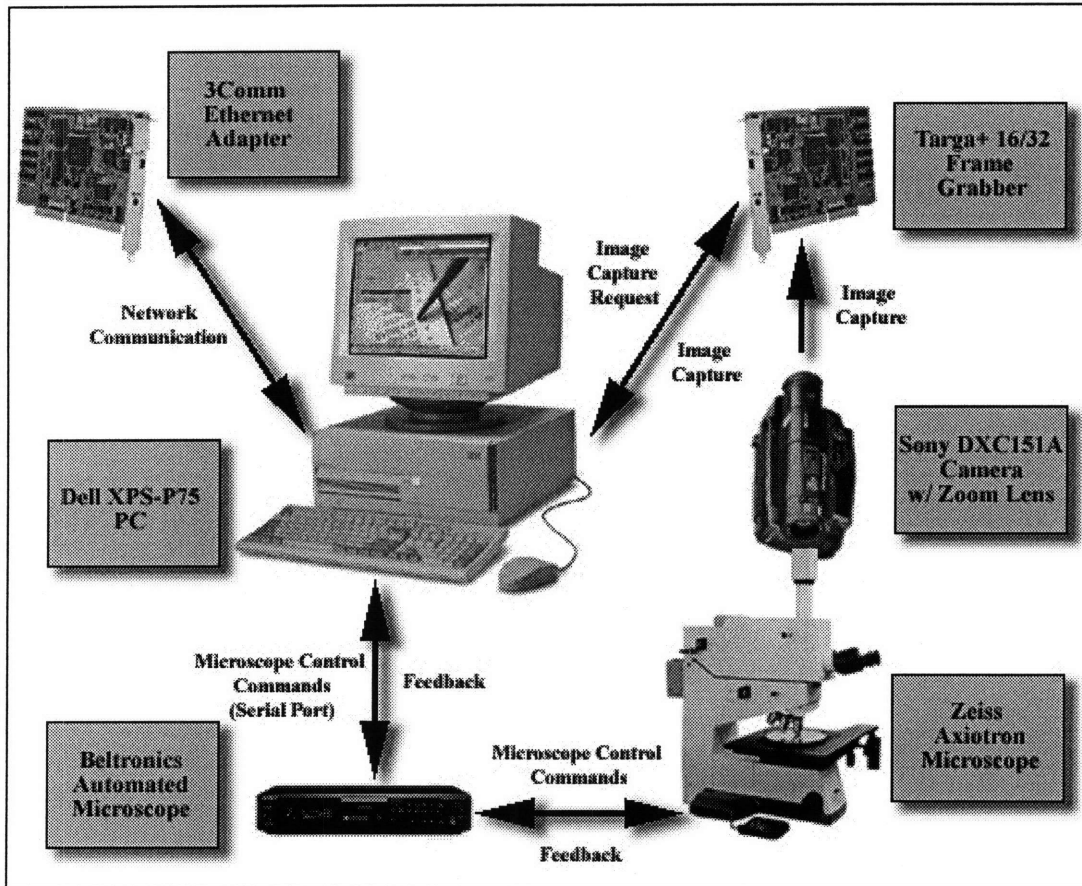 3Comm
Ethernet
Adapter
Targa+ 16/32
Frame
Grabber
Image
Capture
Request
Network
Communication
Image
Capture
Image
Capture
Sony DXC151A
Camera
w/ Zoom Lens
Dell XPS-P75
PC
Microscope Control
Commands
(Serial Port)
Feedback
Zeiss
Axiotron
Microscope
Beltronics
Automated
Microscope
Microscope Control
Commands
Feedback